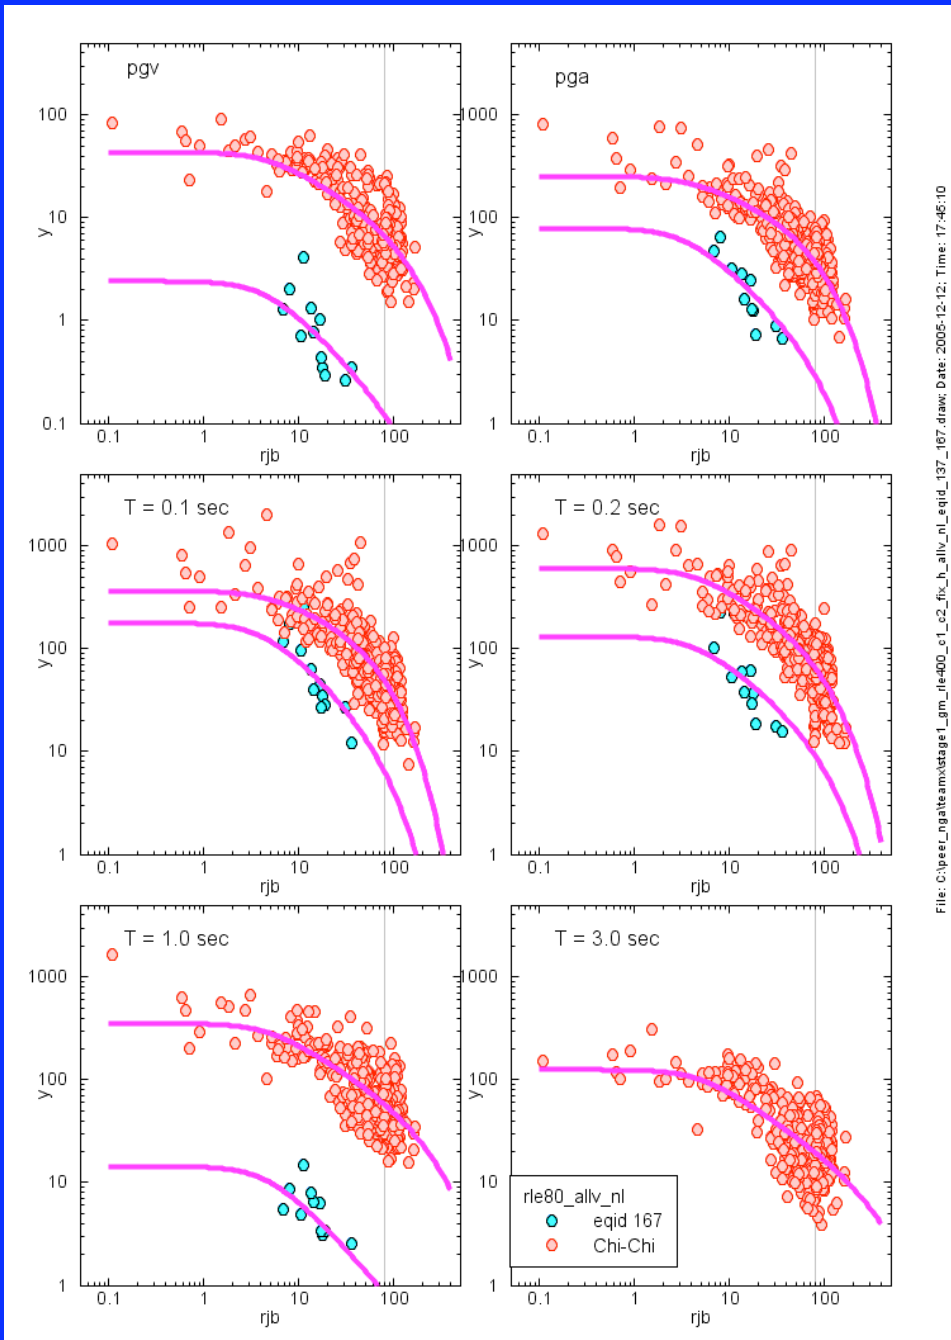 pgv
100
10
1
0.1
y
0.1 1 10 100
rjb
pga
1000
100
10
1
y
0.1 1 10 100
rjb
T = 0.1 sec
1000
100
10
1
y
0.1 1 10 100
rjb
T = 0.2 sec
1000
100
10
1
y
0.1 1 10 100
rjb
T = 1.0 sec
1000
100
10
1
y
0.1 1 10 100
rjb
T = 3.0 sec
1000
100
10
1
y
0.1 1 10 100
rjb
rle80_allv_nl
eqid 167
Chi-Chi
File: C:\peer_nga\teamx\stage1_gm_rle400_c1_c2_fix_h_allv_nl_eqid_137_167.draw; Date: 2005-12-12; Time: 17:45:10